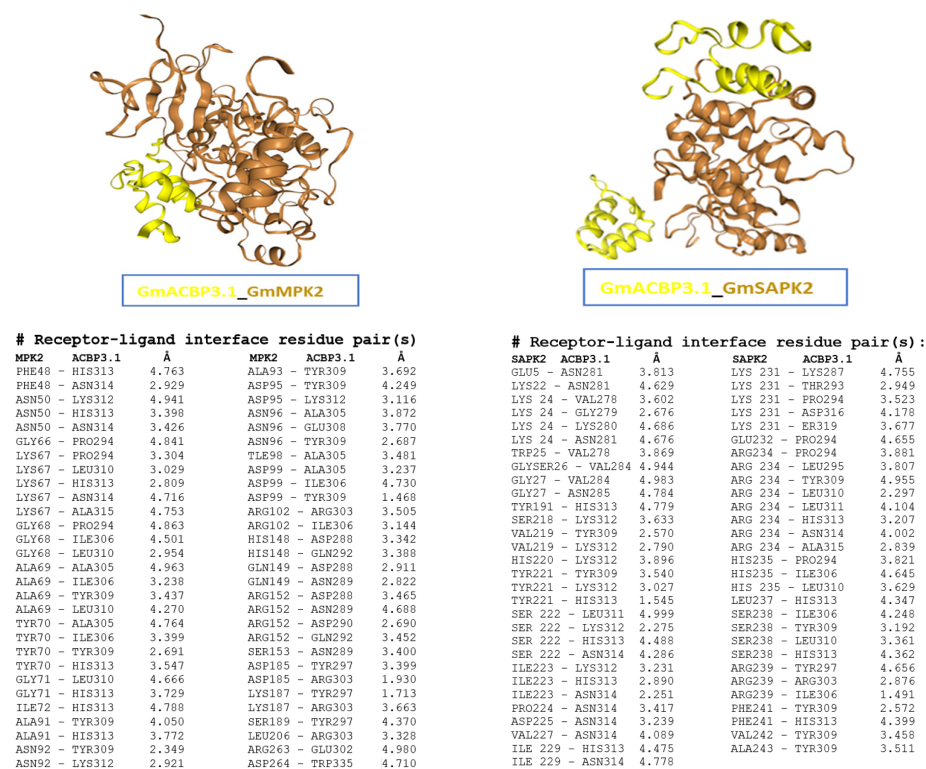 GmACBP3.1_GmMPK2
# Receptor-ligand interface residue pair(s)
MPK2 ACBP3.1 Å MPK2 ACBP3.1 Å
PHE48 - HIS313 4.763 ALA93 - TYR309 3.692
PHE48 - ASN314 2.929 ASP95 - TYR309 4.249
ASN50 - LYS312 4.941 ASP95 - LYS312 3.116
ASN50 - HIS313 3.398 ASN96 - ALA305 3.872
ASN50 - ASN314 3.426 ASN96 - GLU308 3.770
GLY66 - PRO294 4.841 ASN96 - TYR309 2.687
LYS67 - PRO294 3.304 TLE98 - ALA305 3.481
LYS67 - LEU310 3.029 ASP99 - ALA305 3.237
LYS67 - HIS313 2.809 ASP99 - ILE306 4.730
LYS67 - ASN314 4.716 ASP99 - TYR309 1.468
LYS67 - ALA315 4.753 ARG102 - ARG303 3.505
GLY68 - PRO294 4.863 ARG102 - ILE306 3.144
GLY68 - ILE306 4.501 HIS148 - ASP288 3.342
GLY68 - LEU310 2.954 HIS148 - GLN292 3.388
ALA69 - ALA305 4.963 GLN149 - ASP288 2.911
ALA69 - ILE306 3.238 GLN149 - ASN289 2.822
ALA69 - TYR309 3.437 ARG152 - ASP288 3.465
ALA69 - LEU310 4.270 ARG152 - ASN289 4.688
TYR70 - ALA305 4.764 ARG152 - ASP290 2.690
TYR70 - ILE306 3.399 ARG152 - GLN292 3.452
TYR70 - TYR309 2.691 SER153 - ASN289 3.400
TYR70 - HIS313 3.547 ASP185 - TYR297 3.399
GLY71 - LEU310 4.666 ASP185 - ARG303 1.930
GLY71 - HIS313 3.729 LYS187 - TYR297 1.713
ILE72 - HIS313 4.788 LYS187 - ARG303 3.663
ALA91 - TYR309 4.050 SER189 - TYR297 4.370
ALA91 - HIS313 3.772 LEU206 - ARG303 3.328
ASN92 - TYR309 2.349 ARG263 - GLU302 4.980
ASN92 - LYS312 2.921 ASP264 - TRP335 4.710
GmACBP3.1_GmSAPK2
# Receptor-ligand interface residue pair(s):
SAPK2 ACBP3.1 Å SAPK2 ACBP3.1 Å
GLU5 - ASN281 3.813 LYS 231 - LYS287 4.755
LYS22 - ASN281 4.629 LYS 231 - THR293 2.949
LYS 24 - VAL278 3.602 LYS 231 - PRO294 3.523
LYS 24 - GLY279 2.676 LYS 231 - ASP316 4.178
LYS 24 - LYS280 4.686 LYS 231 - ER319 3.677
LYS 24 - ASN281 4.676 GLU232 - PRO294 4.655
TRP25 - VAL278 3.869 ARG234 - PRO294 3.881
GLYSER26 - VAL284 4.944 ARG 234 - LEU295 3.807
GLY27 - VAL284 4.983 ARG 234 - TYR309 4.955
GLY27 - ASN285 4.784 ARG 234 - LEU310 2.297
TYR191 - HIS313 4.779 ARG 234 - LEU311 4.104
SER218 - LYS312 3.633 ARG 234 - HIS313 3.207
VAL219 - TYR309 2.570 ARG 234 - ASN314 4.002
VAL219 - LYS312 2.790 ARG 234 - ALA315 2.839
HIS220 - LYS312 3.896 HIS235 - PRO294 3.821
TYR221 - TYR309 3.540 HIS235 - ILE306 4.645
TYR221 - LYS312 3.027 HIS 235 - LEU310 3.629
TYR221 - HIS313 1.545 LEU237 - HIS313 4.347
SER 222 - LEU311 4.999 SER238 - ILE306 4.248
SER 222 - LYS312 2.275 SER238 - TYR309 3.192
SER 222 - HIS313 4.488 SER238 - LEU310 3.361
SER 222 - ASN314 4.286 SER238 - HIS313 4.362
ILE223 - LYS312 3.231 ARG239 - TYR297 4.656
ILE223 - HIS313 2.890 ARG239 - ARG303 2.876
ILE223 - ASN314 2.251 ARG239 - ILE306 1.491
PRO224 - ASN314 3.417 PHE241 - TYR309 2.572
ASP225 - ASN314 3.239 PHE241 - HIS313 4.399
VAL227 - ASN314 4.089 VAL242 - TYR309 3.458
ILE 229 - HIS313 4.475 ALA243 - TYR309 3.511
ILE 229 - ASN314 4.778